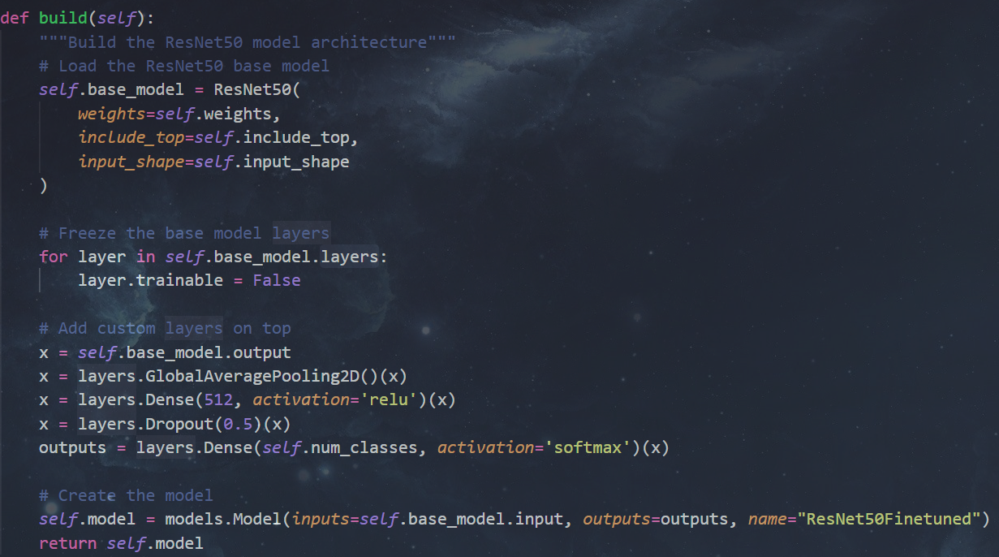 def build(self):
    """Build the ResNet50 model architecture"""
    # Load the ResNet50 base model
    self.base_model = ResNet50(
        weights=self.weights,
        include_top=self.include_top,
        input_shape=self.input_shape
    )

    # Freeze the base model layers
    for layer in self.base_model.layers:
        layer.trainable = False

    # Add custom layers on top
    x = self.base_model.output
    x = layers.GlobalAveragePooling2D()(x)
    x = layers.Dense(512, activation='relu')(x)
    x = layers.Dropout(0.5)(x)
    outputs = layers.Dense(self.num_classes, activation='softmax')(x)

    # Create the model
    self.model = models.Model(inputs=self.base_model.input, outputs=outputs, name="ResNet50Finetuned")
    return self.model